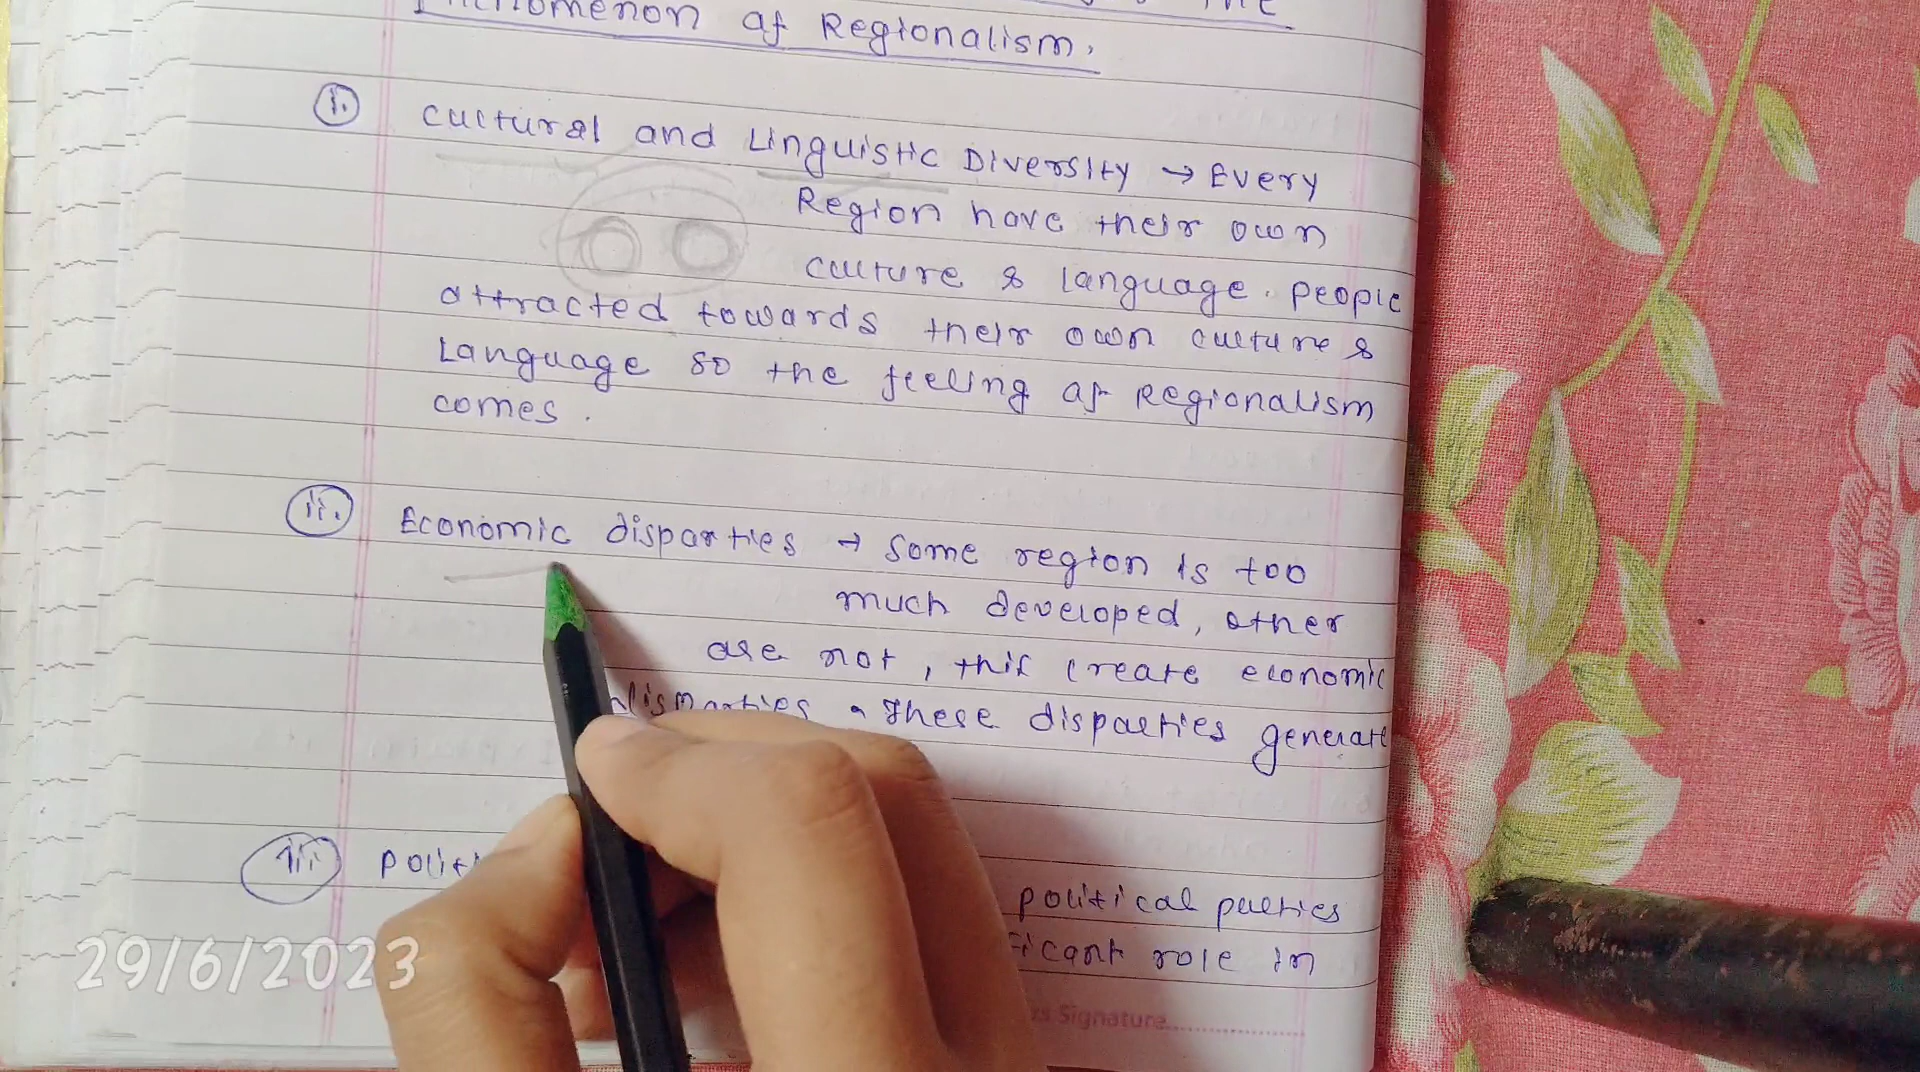 Phenomenon of Regionalism.
i. Cultural and Linguistic Diversity → Every
Region have their own
culture & language. People
attracted towards their own culture &
Language so the feeling of Regionalism
comes.
ii. Economic disparties → Some region is too
much developed, other
are not, this create economic
disparties. These disparties generate
iii political parties
role in
Signature
29/6/2023